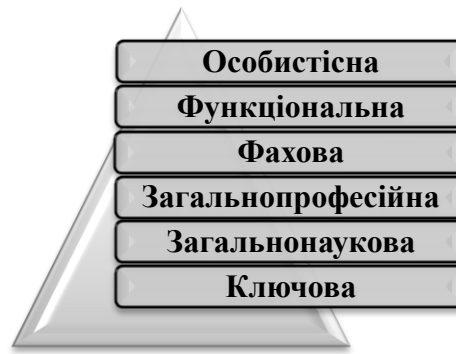 Особистісна
Функціональна
Фахова
Загальнопрофесійна
Загальнонаукова
Ключова